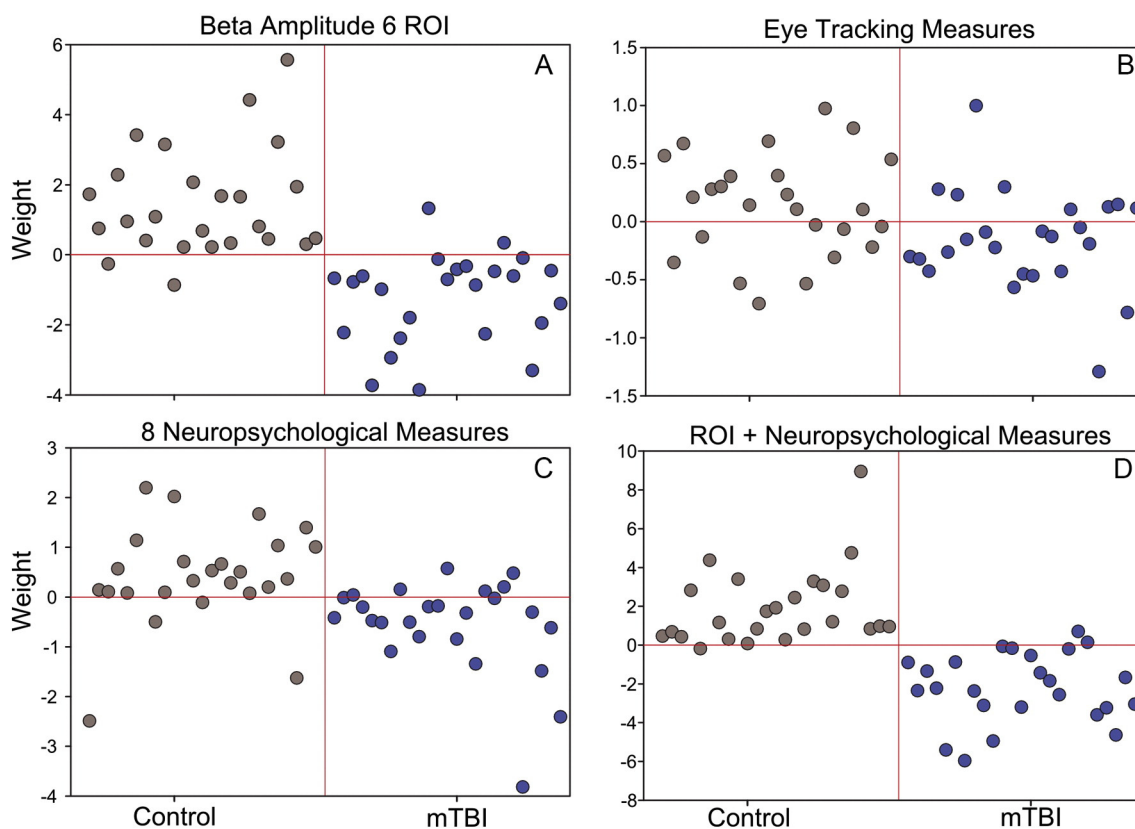 Beta Amplitude 6 ROI
Eye Tracking Measures
A
B
Weight
6
4
2
0
-2
-4
1.5
1.0
0.5
0.0
-0.5
-1.0
-1.5
8 Neuropsychological Measures
ROI + Neuropsychological Measures
C
D
Weight
3
2
1
0
-1
-2
-3
-4
10
8
6
4
2
0
-2
-4
-6
-8
Control
mTBI
Control
mTBI